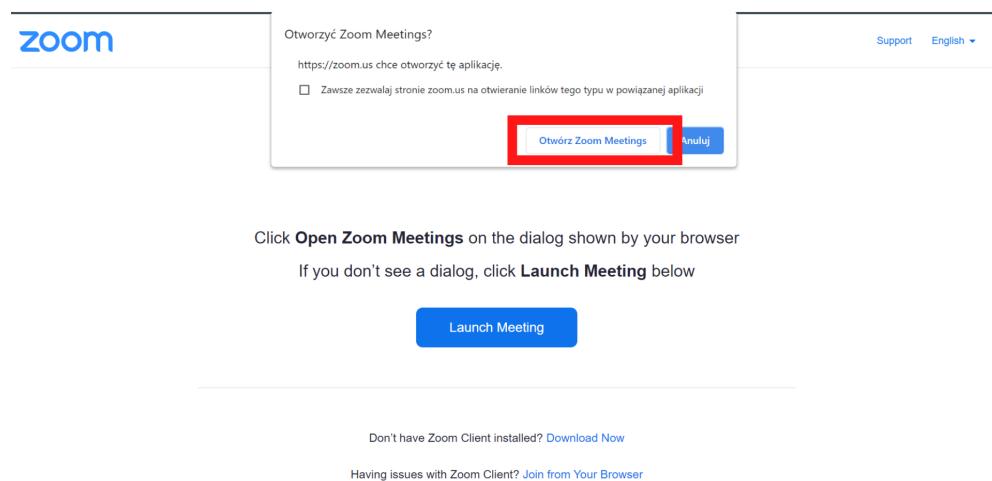 zoom
Otworzyć Zoom Meetings?
https://zoom.us chce otworzyć tę aplikację.
Zawsze zezwalaj stronie zoom.us na otwieranie linków tego typu w powiązanej aplikacji
Otwórz Zoom Meetings Anuluj
Support English
Click Open Zoom Meetings on the dialog shown by your browser
If you don't see a dialog, click Launch Meeting below
Launch Meeting
Don't have Zoom Client installed? Download Now
Having issues with Zoom Client? Join from Your Browser